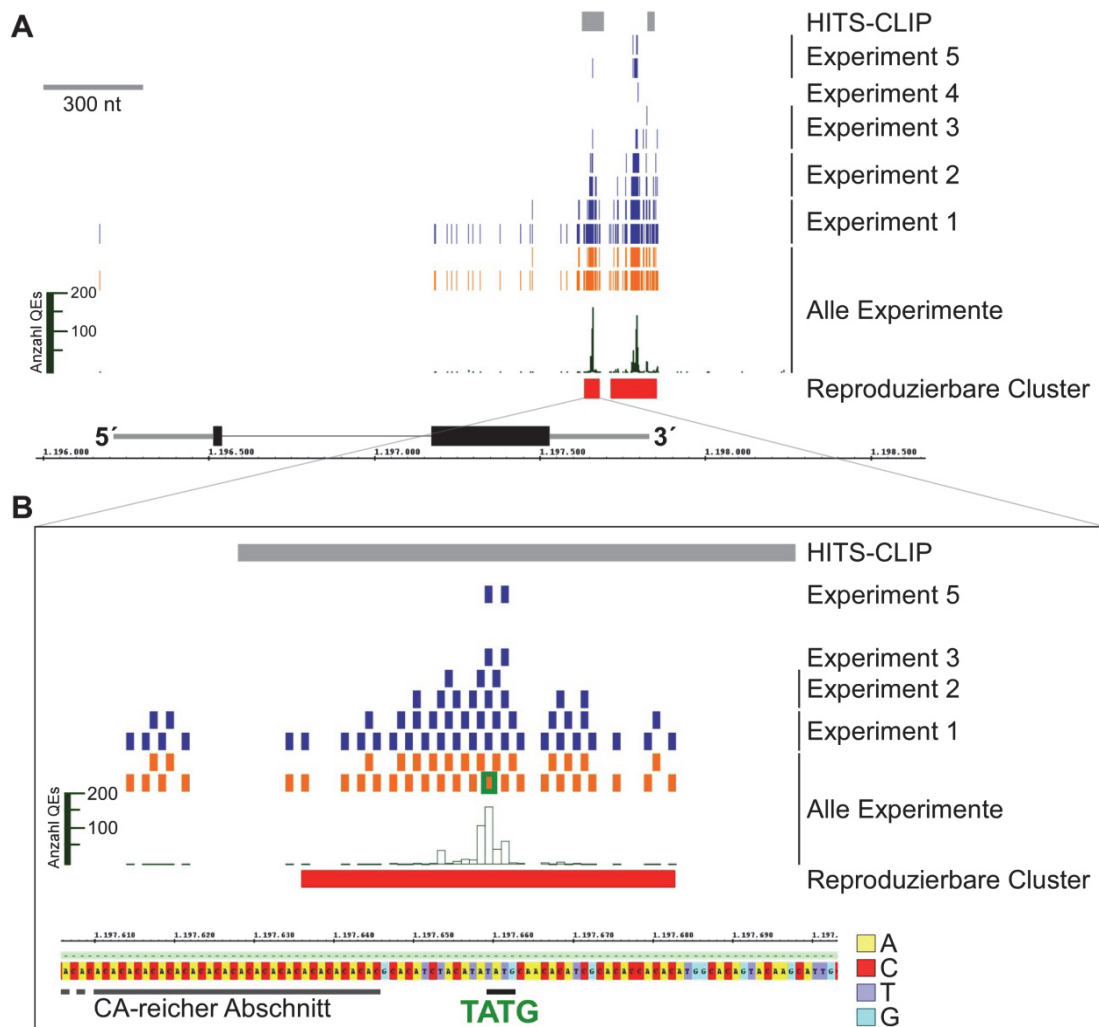 A
HITS-CLIP
Experiment 5
300 nt
Experiment 4
Experiment 3
Experiment 2
Experiment 1
Anzahl QEs
200
100
Alle Experimente
Reproduzierbare Cluster
5´
3´
1.196.000 1.196.500 1.197.000 1.197.500 1.198.000 1.198.500
B
HITS-CLIP
Experiment 5
Experiment 3
Experiment 2
Experiment 1
Anzahl QEs
200
100
Alle Experimente
Reproduzierbare Cluster
1.197.610 1.197.620 1.197.630 1.197.640 1.197.650 1.197.660 1.197.670 1.197.680 1.197.690 1.197.
ACACACACACACACACACACACACACACACACACACACACGCACATCTACATATATGCAACACATCGCACACCACACATGGCACAGTACAAGCATTG
CA-reicher Abschnitt
TATG
A
C
T
G